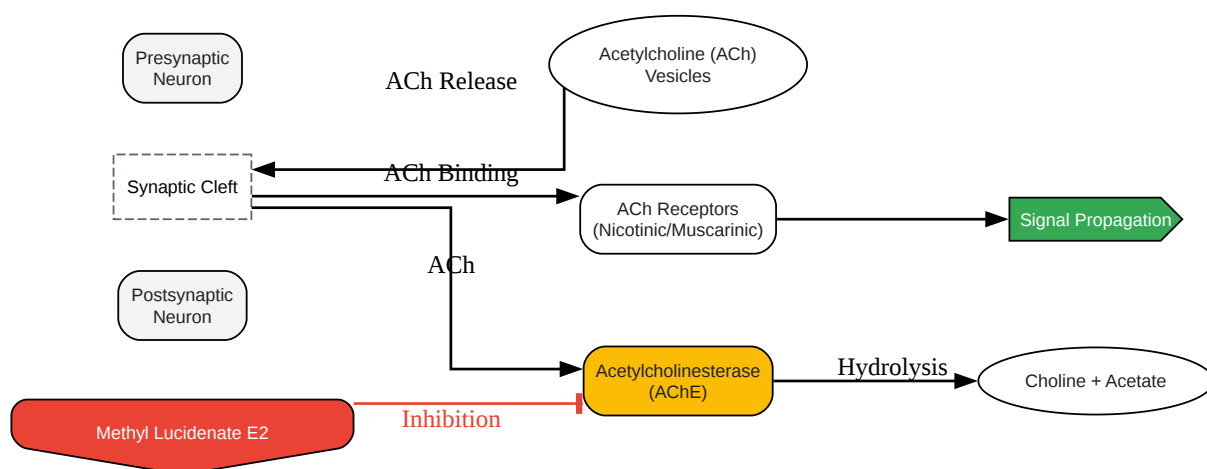 Presynaptic
Neuron
Acetylcholine (ACh)
Vesicles
ACh Release
Synaptic Cleft
ACh Binding
ACh Receptors
(Nicotinic/Muscarinic)
Signal Propagation
ACh
Postsynaptic
Neuron
Acetylcholinesterase
(AChE)
Hydrolysis
Choline + Acetate
Methyl Lucidenate E2
Inhibition